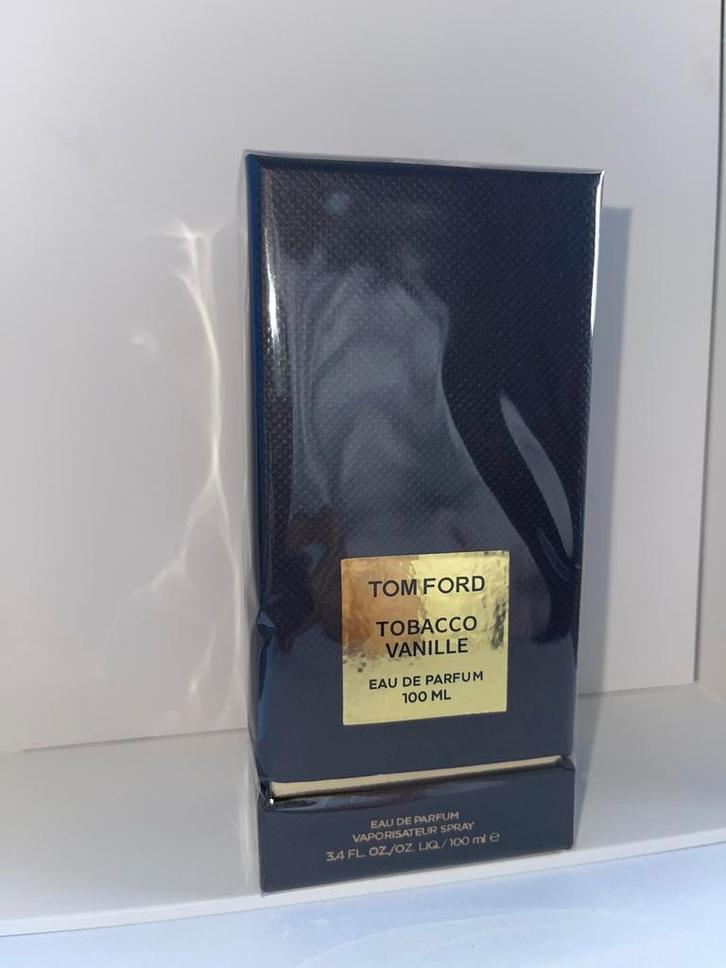 TOM FORD
TOBACCO
VANILLE
EAU DE PARFUM
100 ML
EAU DE PARFUM
VAPORISATEUR SPRAY
3.4 FL. OZ./OZ. LIQ. / 100 ml ℮